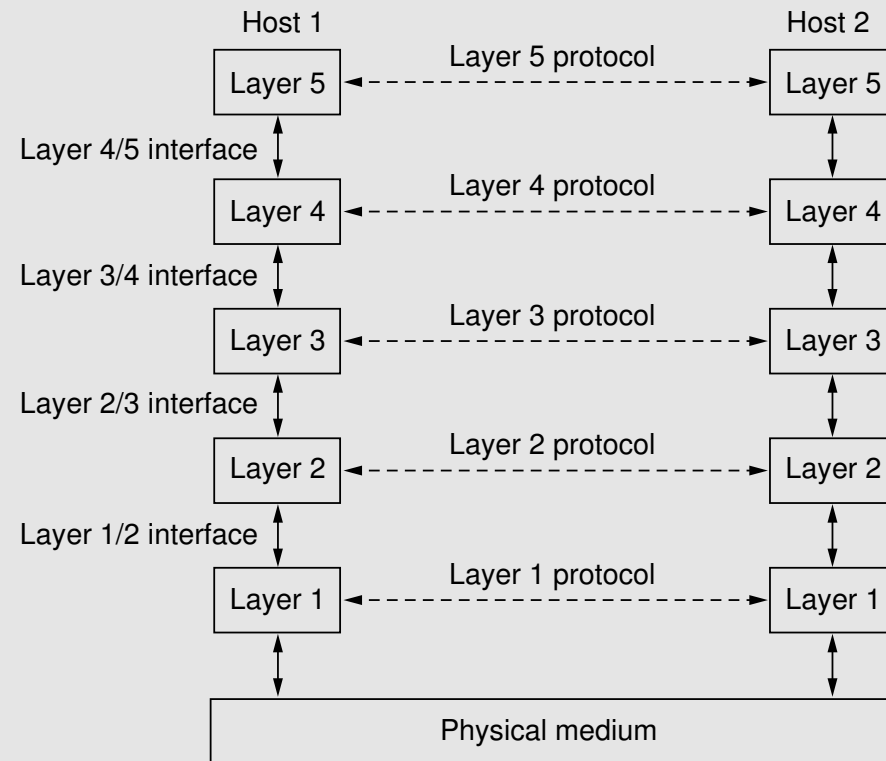 Host 1
Host 2
Layer 5
Layer 5 protocol
Layer 5
Layer 4/5 interface
Layer 4
Layer 4 protocol
Layer 4
Layer 3/4 interface
Layer 3
Layer 3 protocol
Layer 3
Layer 2/3 interface
Layer 2
Layer 2 protocol
Layer 2
Layer 1/2 interface
Layer 1
Layer 1 protocol
Layer 1
Physical medium